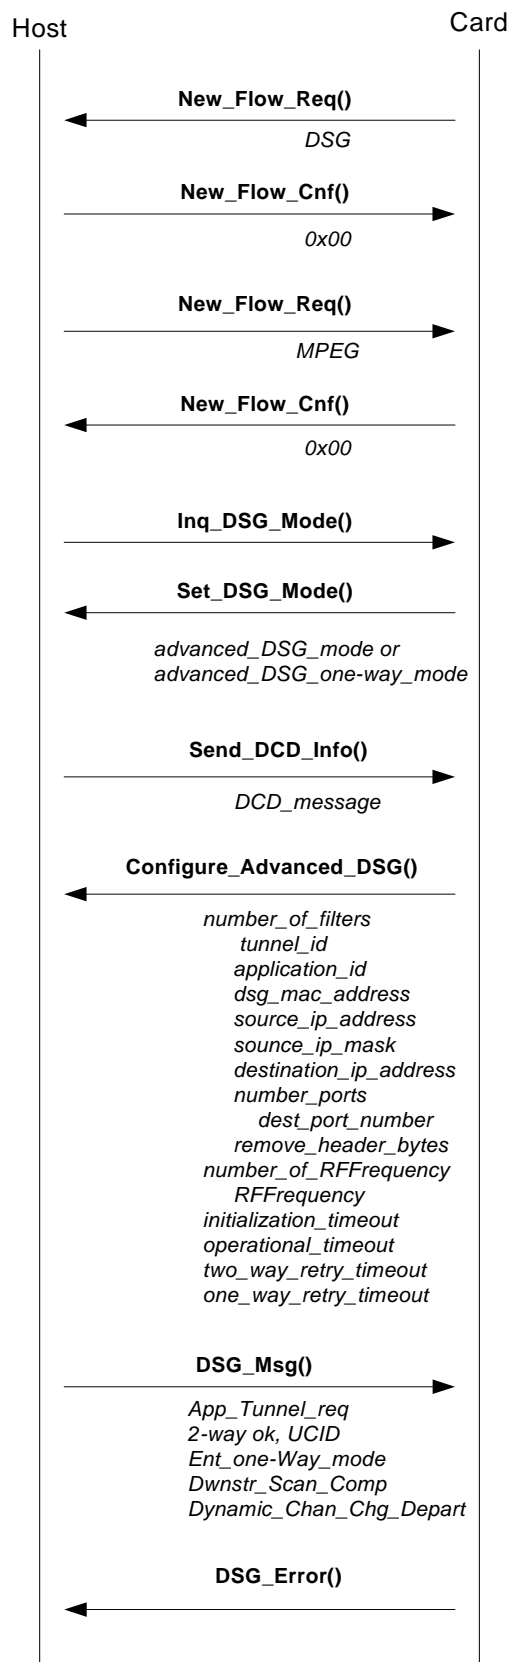 Host
Card
New_Flow_Req()
DSG
New_Flow_Cnf()
0x00
New_Flow_Req()
MPEG
New_Flow_Cnf()
0x00
Inq_DSG_Mode()
Set_DSG_Mode()
advanced_DSG_mode or
advanced_DSG_one-way_mode
Send_DCD_Info()
DCD_message
Configure_Advanced_DSG()
number_of_filters
tunnel_id
application_id
dsg_mac_address
source_ip_address
sounce_ip_mask
destination_ip_address
number_ports
dest_port_number
remove_header_bytes
number_of_RFFrequency
RFFrequency
initialization_timeout
operational_timeout
two_way_retry_timeout
one_way_retry_timeout
DSG_Msg()
App_Tunnel_req
2-way ok, UCID
Ent_one-Way_mode
Dwnstr_Scan_Comp
Dynamic_Chan_Chg_Depart
DSG_Error()